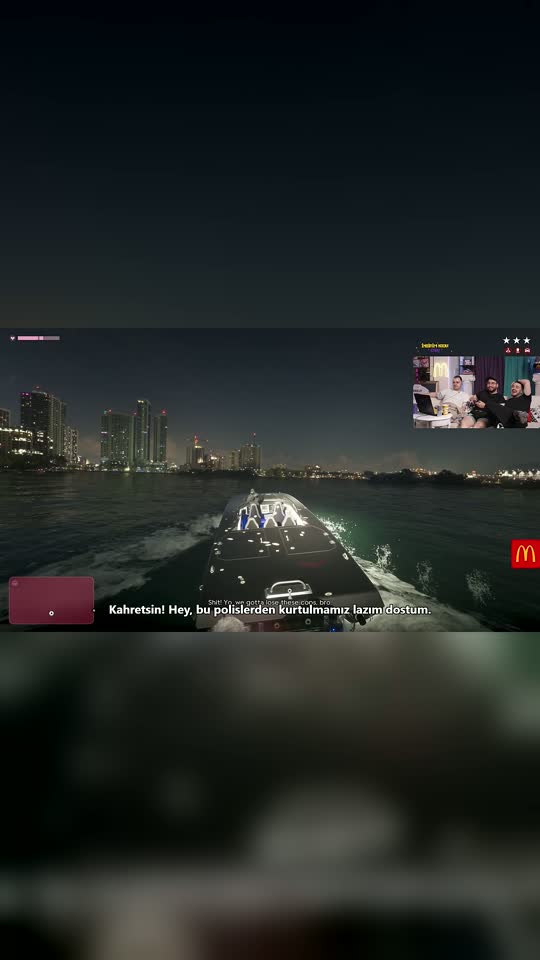 Shit! Yo, we gotta lose these cops, bro.
Kahretsin! Hey, bu polislerden kurtulmamız lazım dostum.